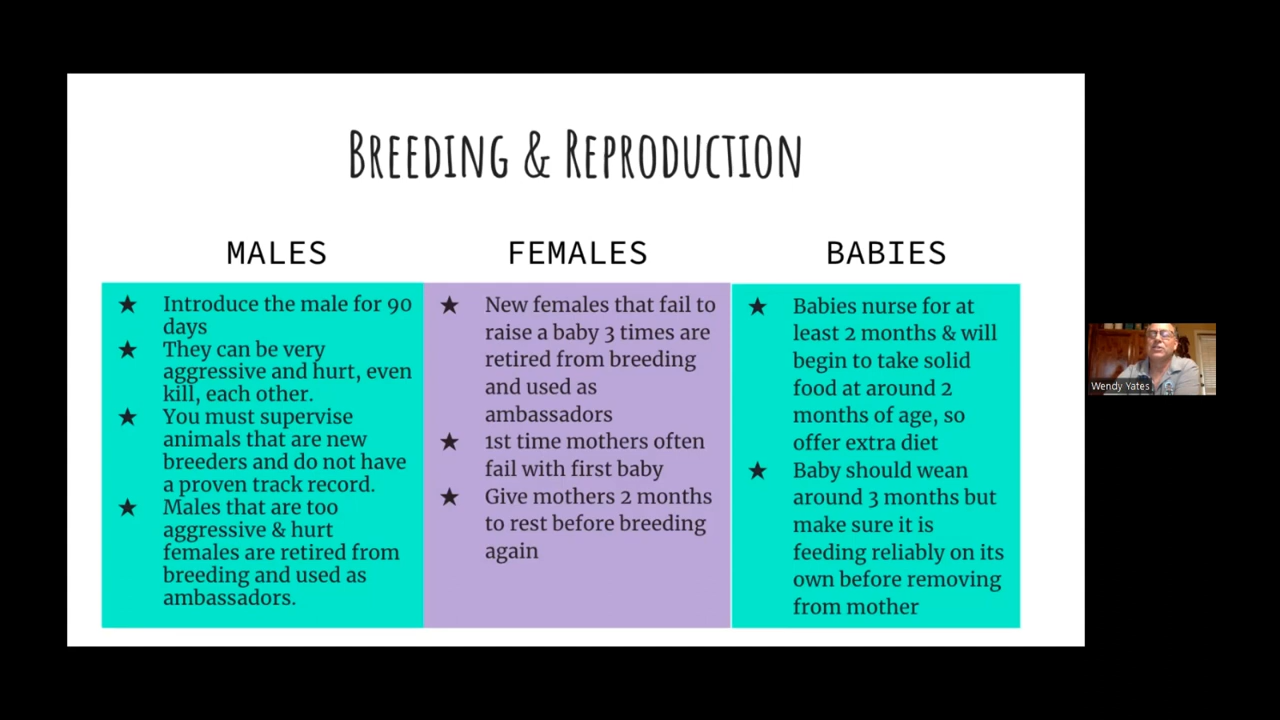 BREEDING & REPRODUCTION
MALES
★ Introduce the male for 90
days
★ They can be very
aggressive and hurt, even
kill, each other.
★ You must supervise
animals that are new
breeders and do not have
a proven track record.
★ Males that are too
aggressive & hurt
females are retired from
breeding and used as
ambassadors.
FEMALES
★ New females that fail to
raise a baby 3 times are
retired from breeding
and used as
ambassadors
★ 1st time mothers often
fail with first baby
★ Give mothers 2 months
to rest before breeding
again
BABIES
★ Babies nurse for at
least 2 months & will
begin to take solid
food at around 2
months of age, so
offer extra diet
★ Baby should wean
around 3 months but
make sure it is
feeding reliably on its
own before removing
from mother
Wendy Yates